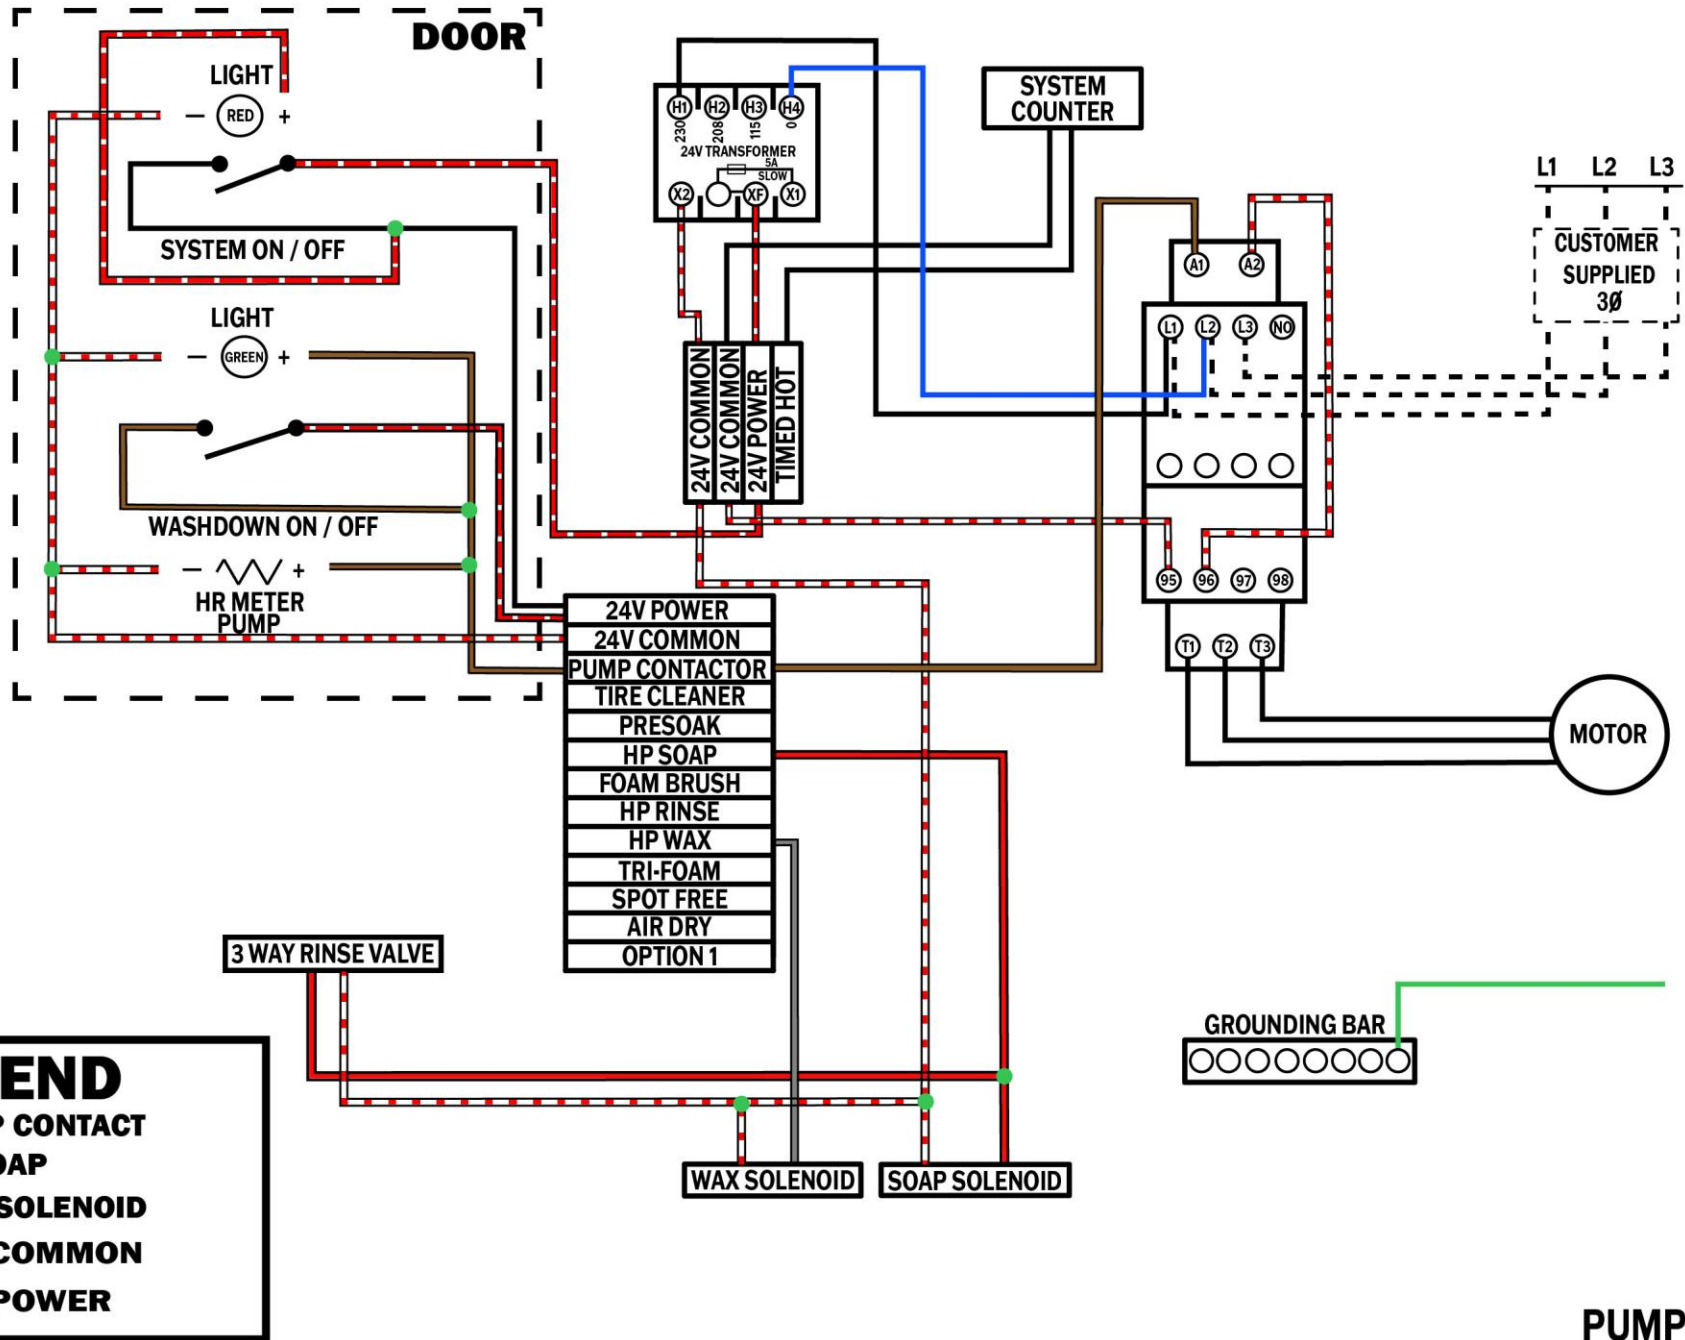 DOOR
LIGHT
− RED +
SYSTEM ON / OFF
LIGHT
− GREEN +
WASHDOWN ON / OFF
− +
HR METER
PUMP
H1 H2 H3 H4
230 208 115 0
24V TRANSFORMER
5A
SLOW
X2 XF X1
SYSTEM
COUNTER
24V COMMON
24V COMMON
24V POWER
TIMED HOT
A1 A2
L1 L2 L3 NO
95 96 97 98
T1 T2 T3
L1 L2 L3
CUSTOMER
SUPPLIED
3Ø
MOTOR
24V POWER
24V COMMON
PUMP CONTACTOR
TIRE CLEANER
PRESOAK
HP SOAP
FOAM BRUSH
HP RINSE
HP WAX
TRI-FOAM
SPOT FREE
AIR DRY
OPTION 1
3 WAY RINSE VALVE
WAX SOLENOID
SOAP SOLENOID
GROUNDING BAR
END
P CONTACT
OAP
SOLENOID
COMMON
POWER
PUMP